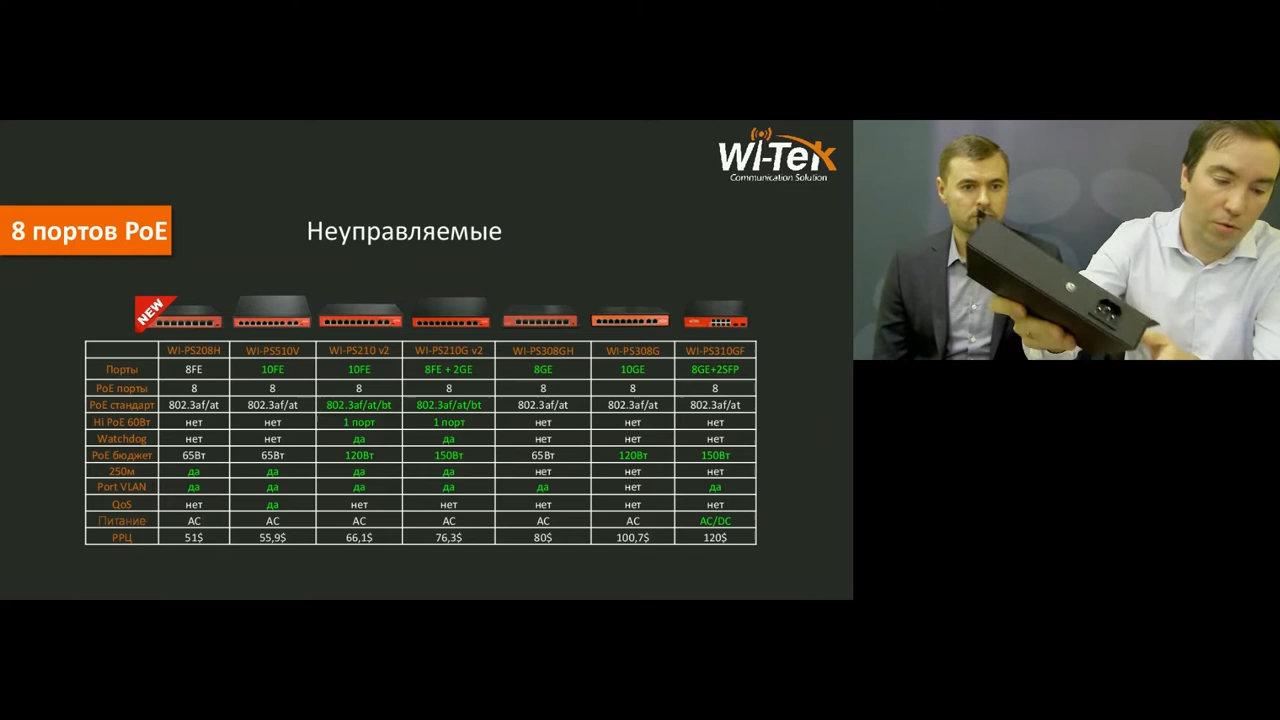 Wi-Tek
Communication Solution
8 портов PoE
Неуправляемые
NEW
WI-PS208H WI-PS510V WI-PS210 v2 WI-PS210G v2 WI-PS308GH WI-PS308G WI-PS310GF
Порты 8FE 10FE 10FE 8FE + 2GE 8GE 10GE 8GE+2SFP
PoE порты 8 8 8 8 8 8 8
PoE стандарт 802.3af/at 802.3af/at 802.3af/at/bt 802.3af/at/bt 802.3af/at 802.3af/at 802.3af/at
Hi PoE 60Вт нет нет 1 порт 1 порт нет нет нет
Watchdog нет нет да да нет нет нет
PoE бюджет 65Вт 65Вт 120Вт 150Вт 65Вт 120Вт 150Вт
250м да да да да нет нет нет
Port VLAN да да да да да нет да
QoS нет да нет нет нет нет нет
Питание AC AC AC AC AC AC AC/DC
РРЦ 51$ 55,9$ 66,1$ 76,3$ 80$ 100,7$ 120$